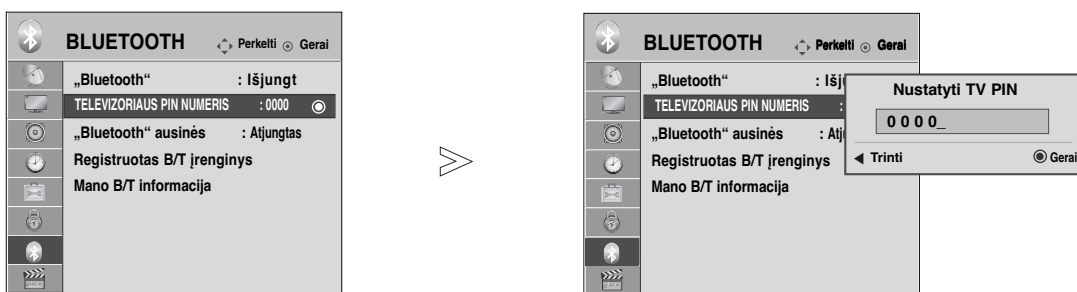 BLUETOOTH Perkelti Gerai
„Bluetooth“ : Išjungt
TELEVIZORIAUS PIN NUMERIS : 0000
„Bluetooth“ ausinės : Atjungtas
Registruotas B/T įrenginys
Mano B/T informacija
BLUETOOTH Perkelti Gerai
„Bluetooth“ : Išj
TELEVIZORIAUS PIN NUMERIS :
„Bluetooth“ ausinės : Atj
Registruotas B/T įrenginys
Mano B/T informacija
Nustatyti TV PIN
0 0 0 0_
◀ Trinti Gerai